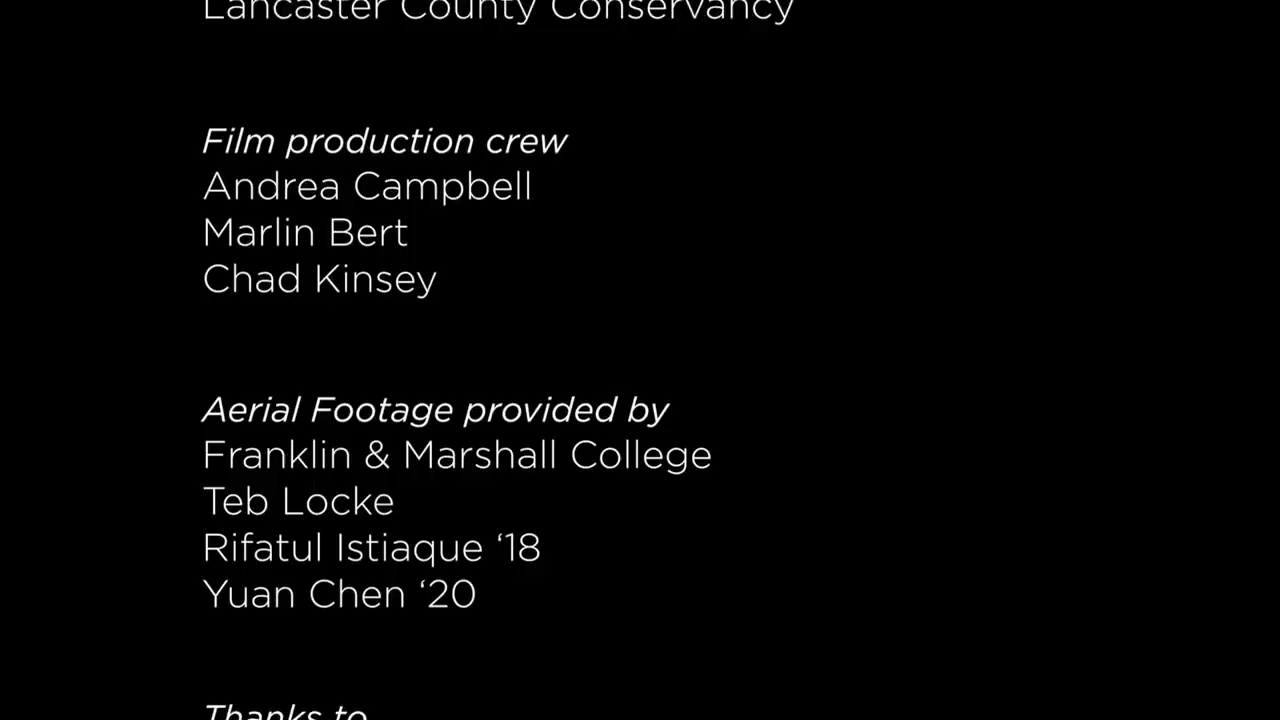 Lancaster County Conservancy
Film production crew
Andrea Campbell
Marlin Bert
Chad Kinsey
Aerial Footage provided by
Franklin & Marshall College
Teb Locke
Rifatul Istiaque ‘18
Yuan Chen ‘20
Thanks to